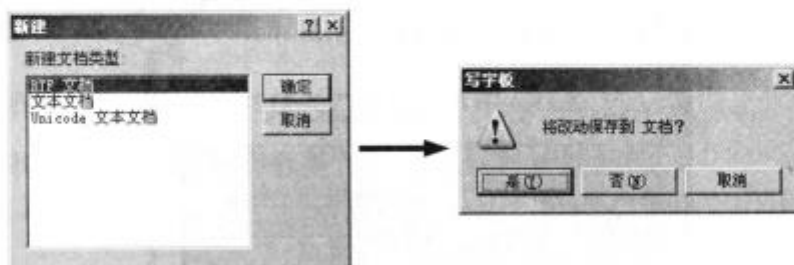 新建
新建文档类型
RTF 文档
文本文档
Unicode 文本文档
确定
取消
写字板
将改动保存到 文档?
是(Y)
否(N)
取消